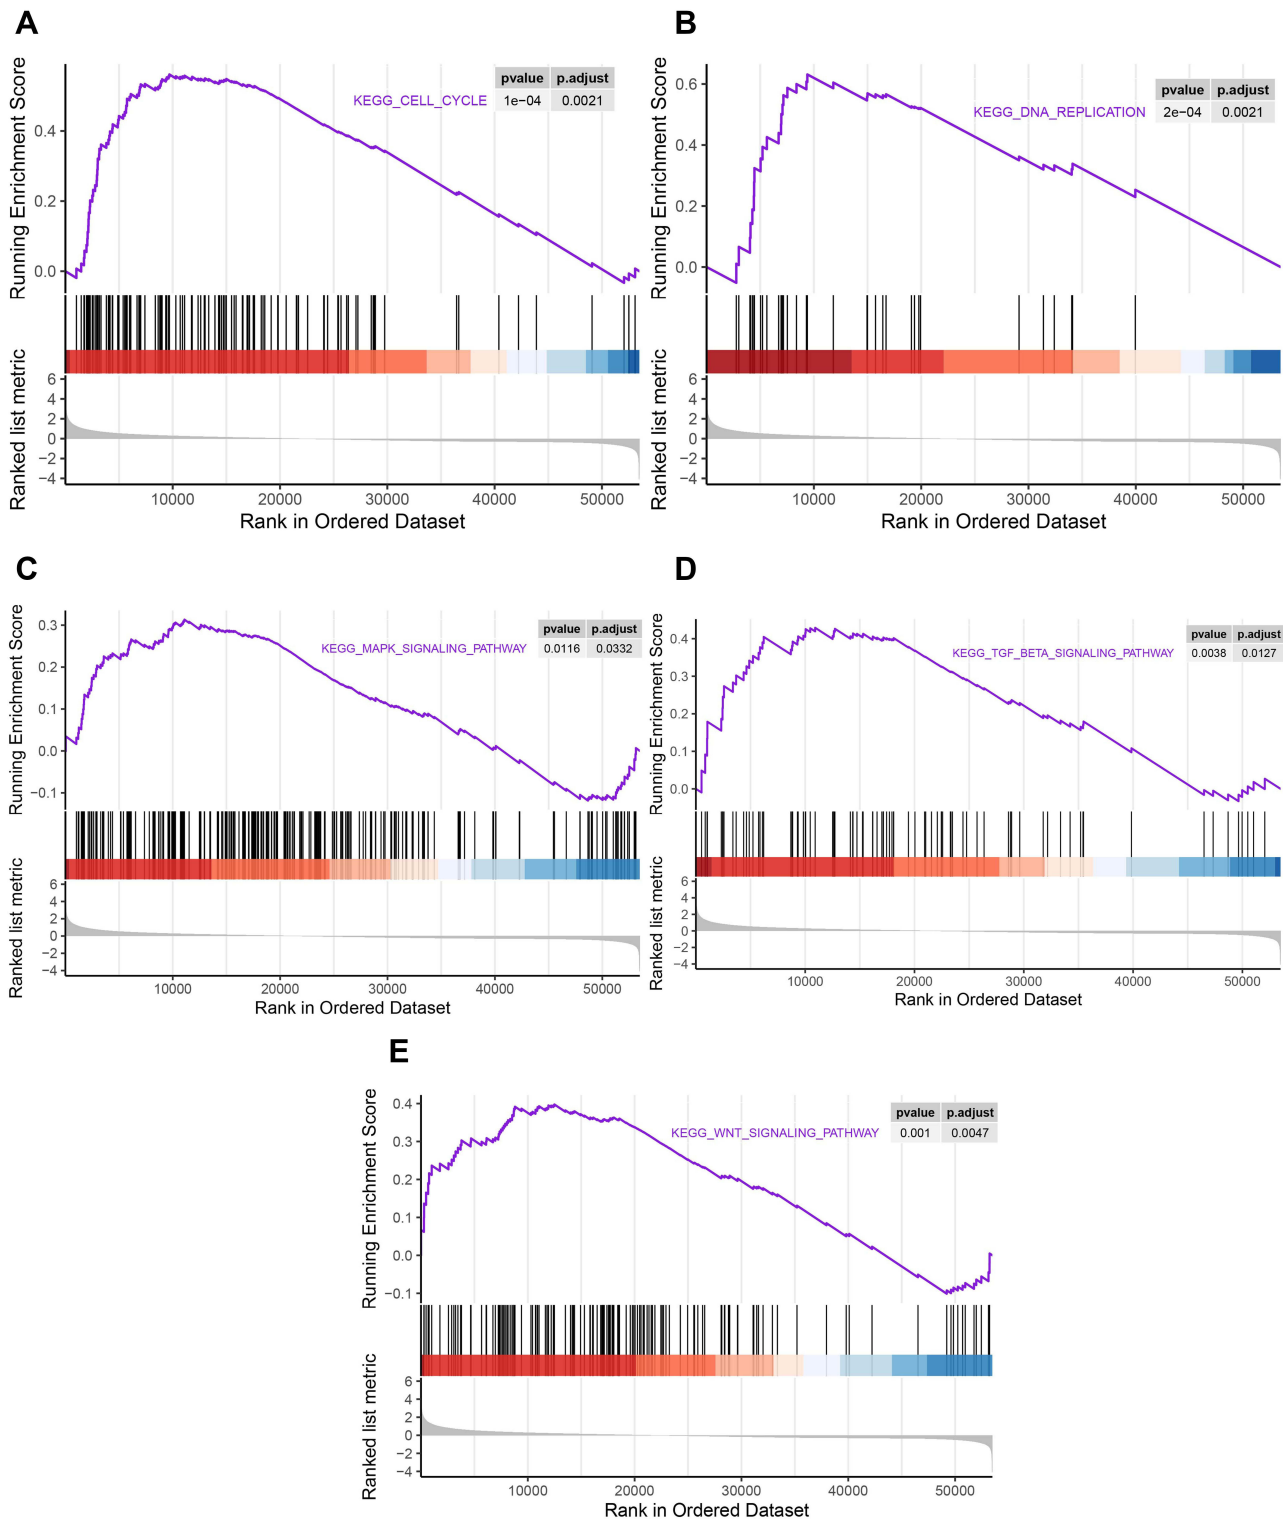 A
Running Enrichment Score
0.4
0.2
0.0
KEGG_CELL_CYCLE
pvalue p.adjust
1e−04 0.0021
Ranked list metric
6
4
2
0
−2
−4
10000 20000 30000 40000 50000
Rank in Ordered Dataset
B
Running Enrichment Score
0.6
0.4
0.2
0.0
KEGG_DNA_REPLICATION
pvalue p.adjust
2e−04 0.0021
Ranked list metric
6
4
2
0
−2
−4
10000 20000 30000 40000 50000
Rank in Ordered Dataset
C
Running Enrichment Score
0.3
0.2
0.1
0.0
−0.1
KEGG_MAPK_SIGNALING_PATHWAY
pvalue p.adjust
0.0116 0.0332
Ranked list metric
6
4
2
0
−2
−4
10000 20000 30000 40000 50000
Rank in Ordered Dataset
D
Running Enrichment Score
0.4
0.3
0.2
0.1
0.0
KEGG_TGF_BETA_SIGNALING_PATHWAY
pvalue p.adjust
0.0038 0.0127
Ranked list metric
6
4
2
0
−2
−4
10000 20000 30000 40000 50000
Rank in Ordered Dataset
E
Running Enrichment Score
0.4
0.3
0.2
0.1
0.0
−0.1
KEGG_WNT_SIGNALING_PATHWAY
pvalue p.adjust
0.001 0.0047
Ranked list metric
6
4
2
0
−2
−4
10000 20000 30000 40000 50000
Rank in Ordered Dataset